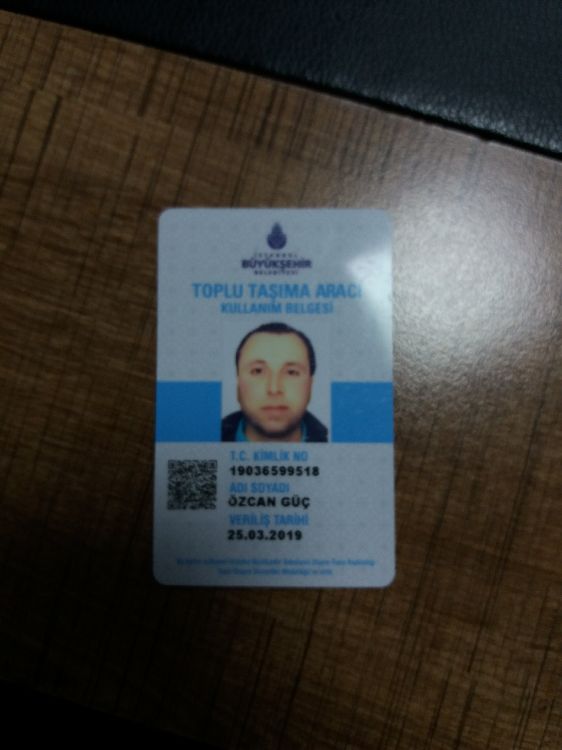 İSTANBUL
BÜYÜKŞEHİR
BELEDİYESİ
TOPLU TAŞIMA ARACI
KULLANIM BELGESİ
T.C. KİMLİK NO
19036599518
ADI SOYADI
ÖZCAN GÜÇ
VERİLİŞ TARİHİ
25.03.2019